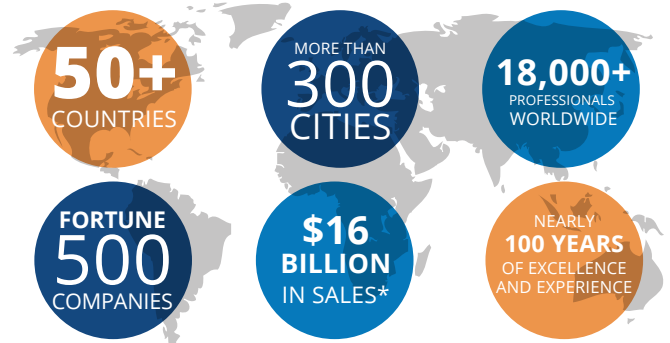 50+
COUNTRIES
MORE THAN
300
CITIES
18,000+
PROFESSIONALS
WORLDWIDE
FORTUNE
500
COMPANIES
$16
BILLION
IN SALES*
NEARLY
100 YEARS
OF EXCELLENCE
AND EXPERIENCE